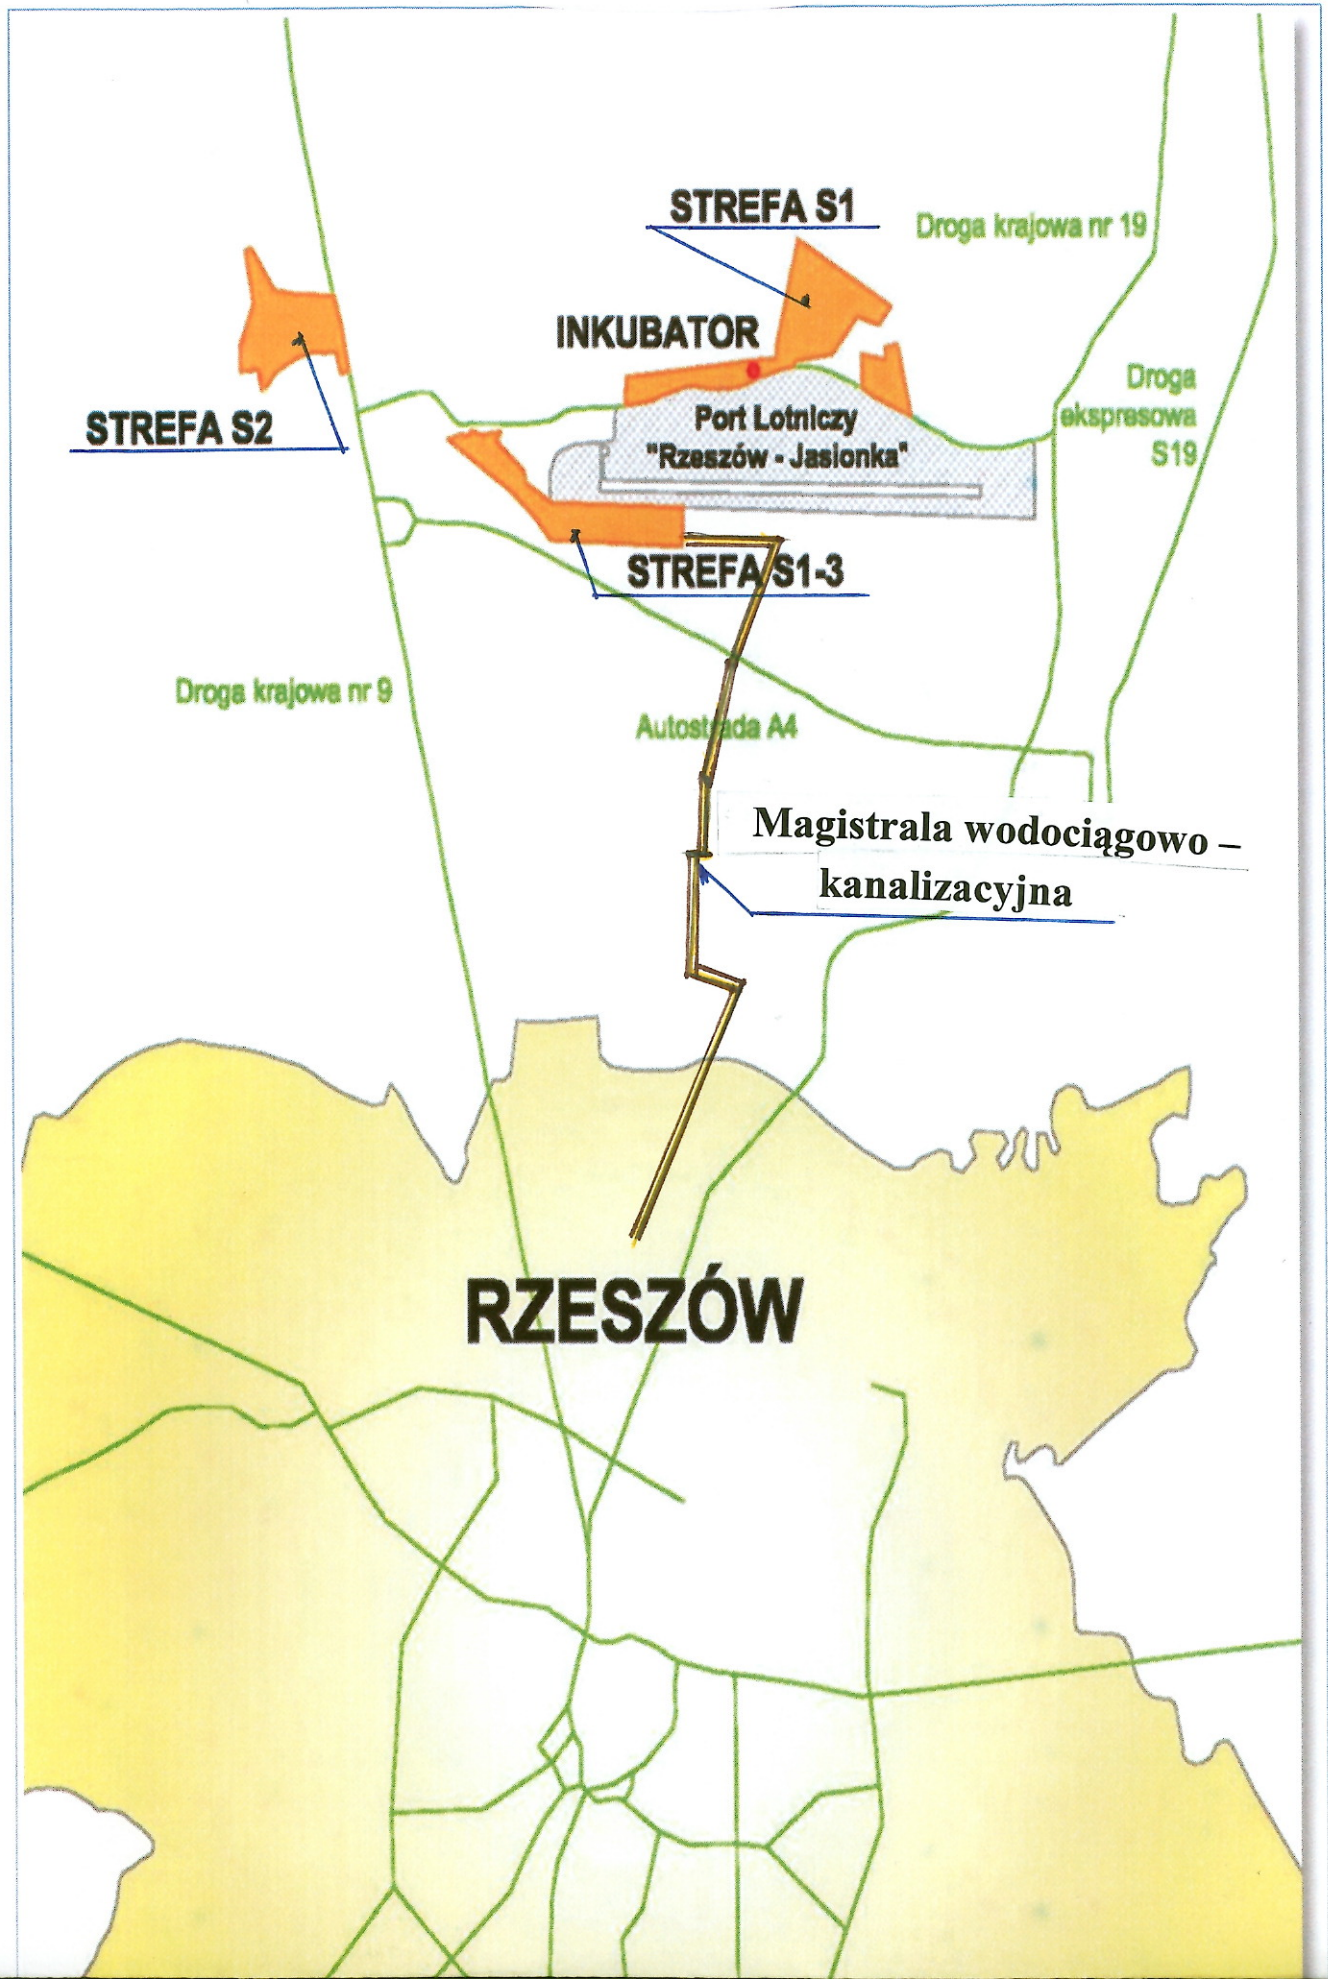 STREFA S1
Droga krajowa nr 19
INKUBATOR
Droga
ekspresowa
S19
STREFA S2
Port Lotniczy
"Rzeszów - Jasionka"
STREFA S1-3
Droga krajowa nr 9
Autostrada A4
Magistrala wodociągowo –
kanalizacyjna
RZESZÓW